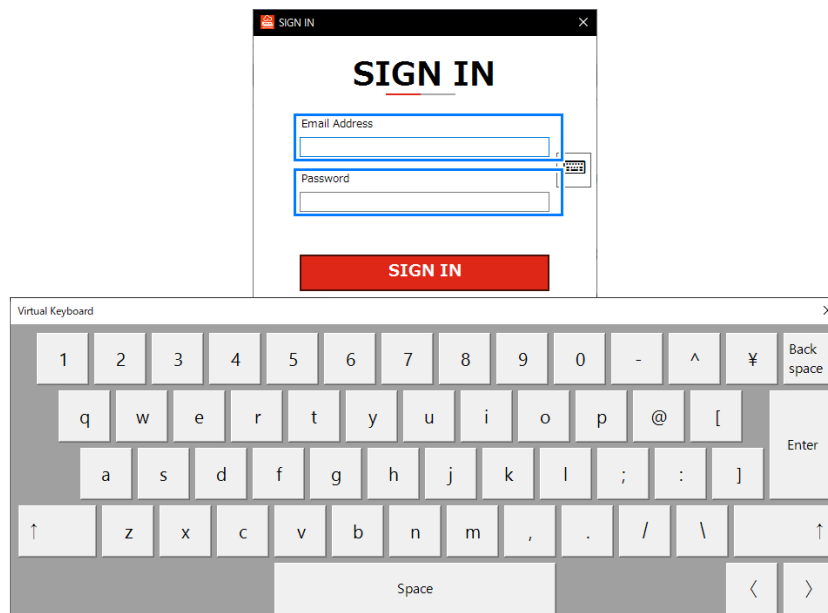 SIGN IN
SIGN IN
Email Address
Password
SIGN IN
Virtual Keyboard
1 2 3 4 5 6 7 8 9 0 - ^ ¥ Back space
q w e r t y u i o p @ [
Enter
a s d f g h j k l ; : ]
↑ z x c v b n m , . / \ ↑
Space 〈 〉